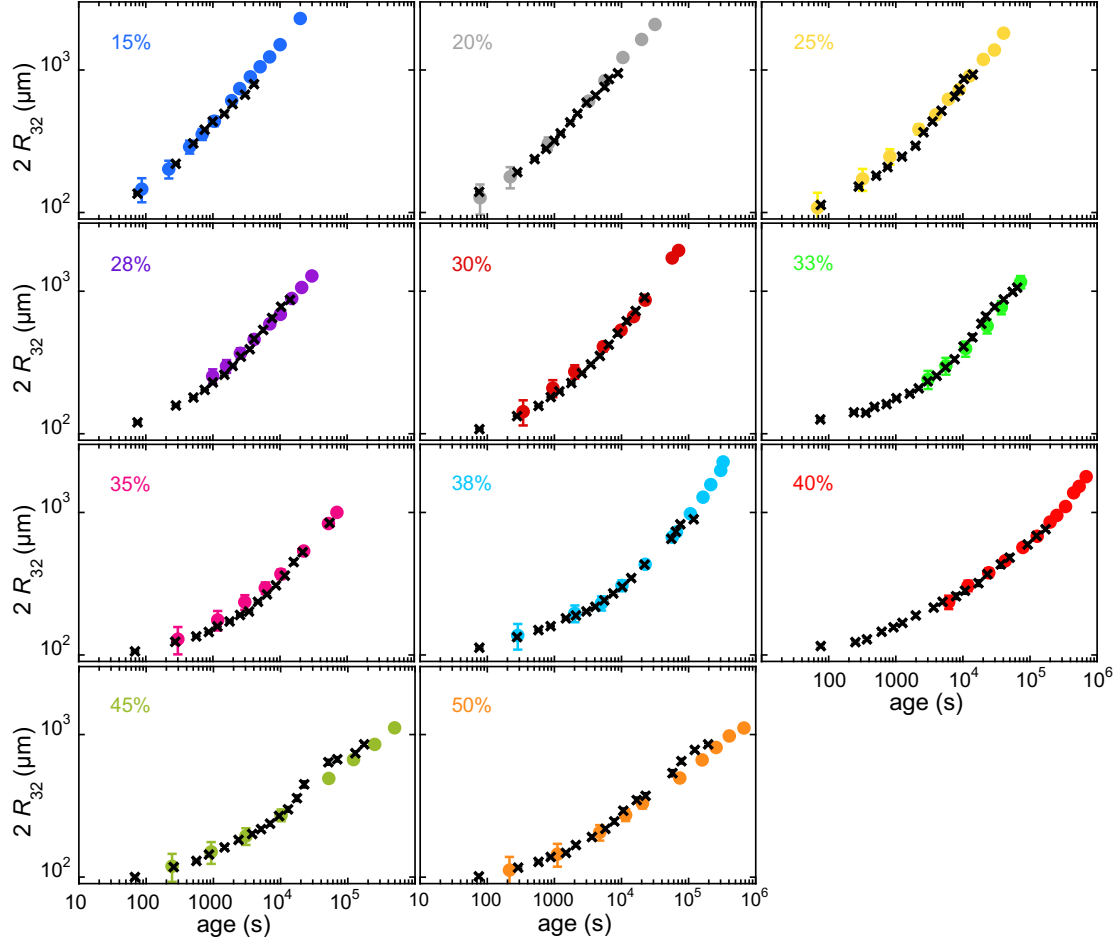 15%
20%
25%
10³
10²
2 R₃₂ (μm)
28%
30%
33%
10³
10²
2 R₃₂ (μm)
35%
38%
40%
10³
10²
2 R₃₂ (μm)
100 1000 10⁴ 10⁵ 10⁶
age (s)
45%
50%
10³
10²
2 R₃₂ (μm)
10 100 1000 10⁴ 10⁵ 10 100 1000 10⁴ 10⁵ 10⁶
age (s) age (s)